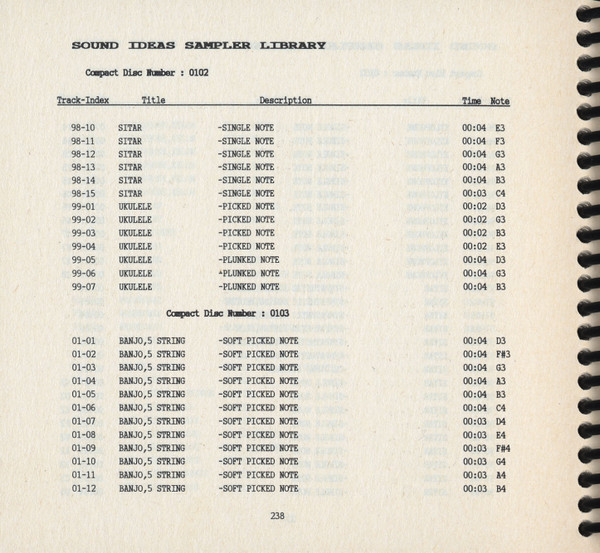 SOUND IDEAS SAMPLER LIBRARY
Compact Disc Number : 0102
Track-Index Title Description Time Note
98-10 SITAR -SINGLE NOTE 00:04 E3
98-11 SITAR -SINGLE NOTE 00:04 F3
98-12 SITAR -SINGLE NOTE 00:04 G3
98-13 SITAR -SINGLE NOTE 00:04 A3
98-14 SITAR -SINGLE NOTE 00:04 B3
98-15 SITAR -SINGLE NOTE 00:03 C4
99-01 UKULELE -PICKED NOTE 00:02 D3
99-02 UKULELE -PICKED NOTE 00:02 G3
99-03 UKULELE -PICKED NOTE 00:02 B3
99-04 UKULELE -PICKED NOTE 00:02 E3
99-05 UKULELE -PLUNKED NOTE 00:04 D3
99-06 UKULELE -PLUNKED NOTE 00:04 G3
99-07 UKULELE -PLUNKED NOTE 00:04 B3
Compact Disc Number : 0103
01-01 BANJO,5 STRING -SOFT PICKED NOTE 00:04 D3
01-02 BANJO,5 STRING -SOFT PICKED NOTE 00:04 F#3
01-03 BANJO,5 STRING -SOFT PICKED NOTE 00:04 G3
01-04 BANJO,5 STRING -SOFT PICKED NOTE 00:04 A3
01-05 BANJO,5 STRING -SOFT PICKED NOTE 00:04 B3
01-06 BANJO,5 STRING -SOFT PICKED NOTE 00:04 C4
01-07 BANJO,5 STRING -SOFT PICKED NOTE 00:03 D4
01-08 BANJO,5 STRING -SOFT PICKED NOTE 00:03 E4
01-09 BANJO,5 STRING -SOFT PICKED NOTE 00:03 F#4
01-10 BANJO,5 STRING -SOFT PICKED NOTE 00:03 G4
01-11 BANJO,5 STRING -SOFT PICKED NOTE 00:03 A4
01-12 BANJO,5 STRING -SOFT PICKED NOTE 00:03 B4
238